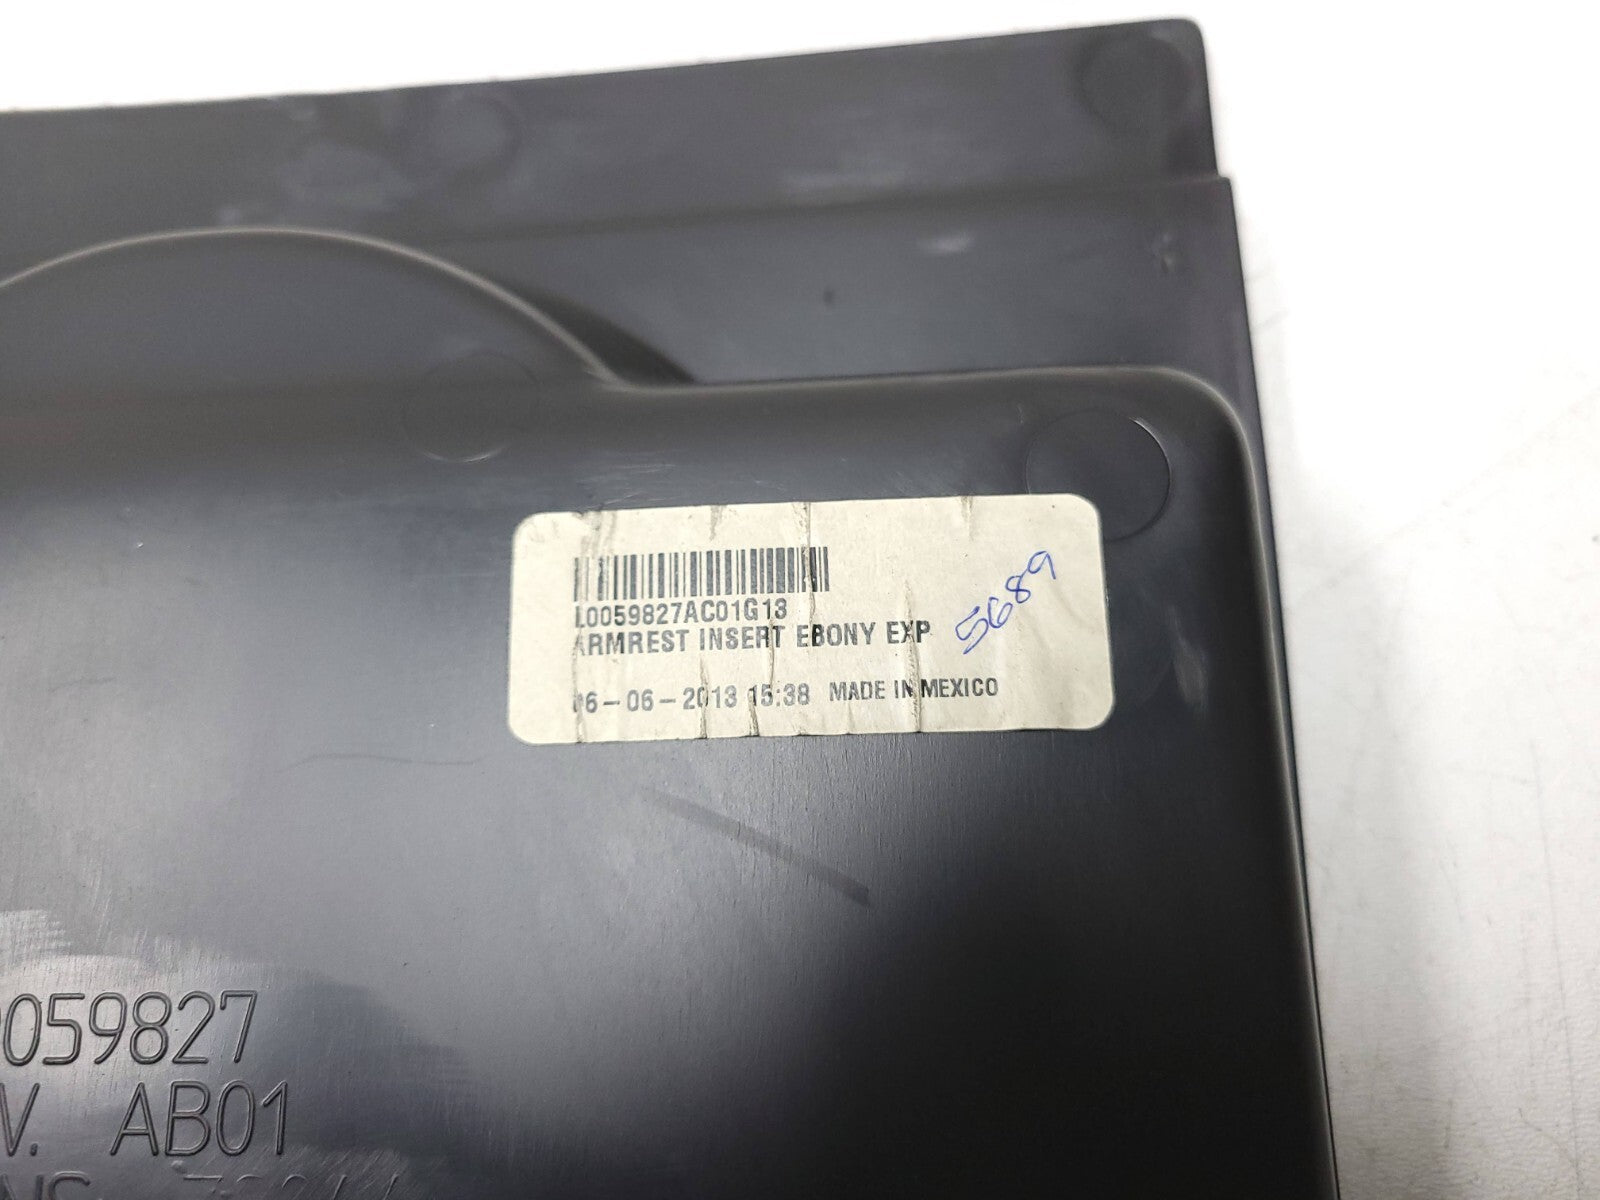 L0059827AC01G13
ARMREST INSERT EBONY EXP
5689
06-06-2013 15:38 MADE IN MEXICO
059827
V. AB01